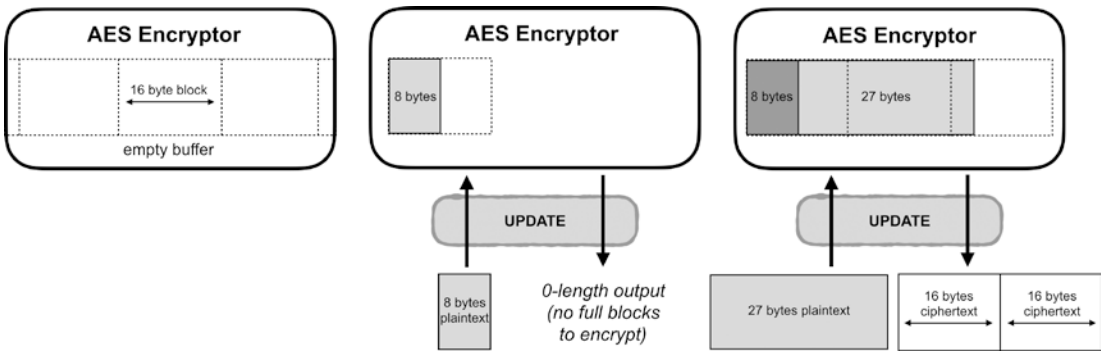 AES Encryptor
16 byte block
empty buffer
AES Encryptor
8 bytes
UPDATE
8 bytes
plaintext
0-length output
(no full blocks
to encrypt)
AES Encryptor
8 bytes
27 bytes
UPDATE
27 bytes plaintext
16 bytes
ciphertext
16 bytes
ciphertext